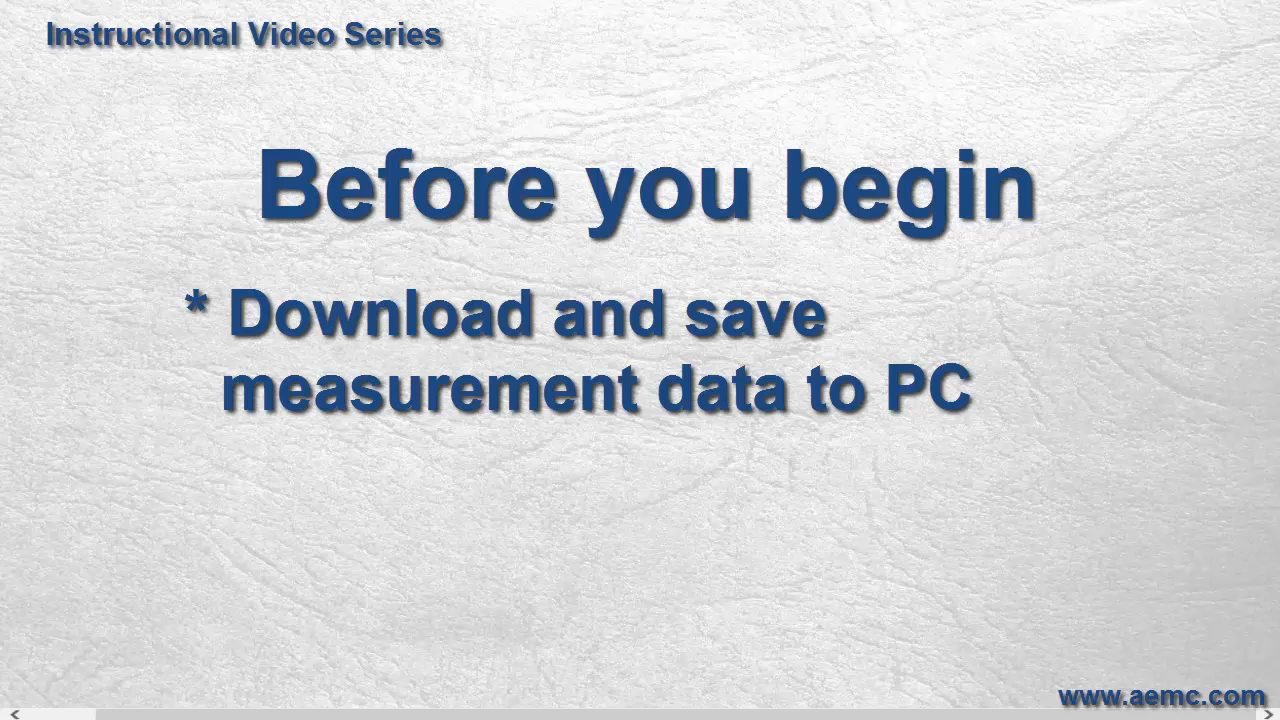 Instructional Video Series
Before you begin
* Download and save
measurement data to PC
www.aemc.com